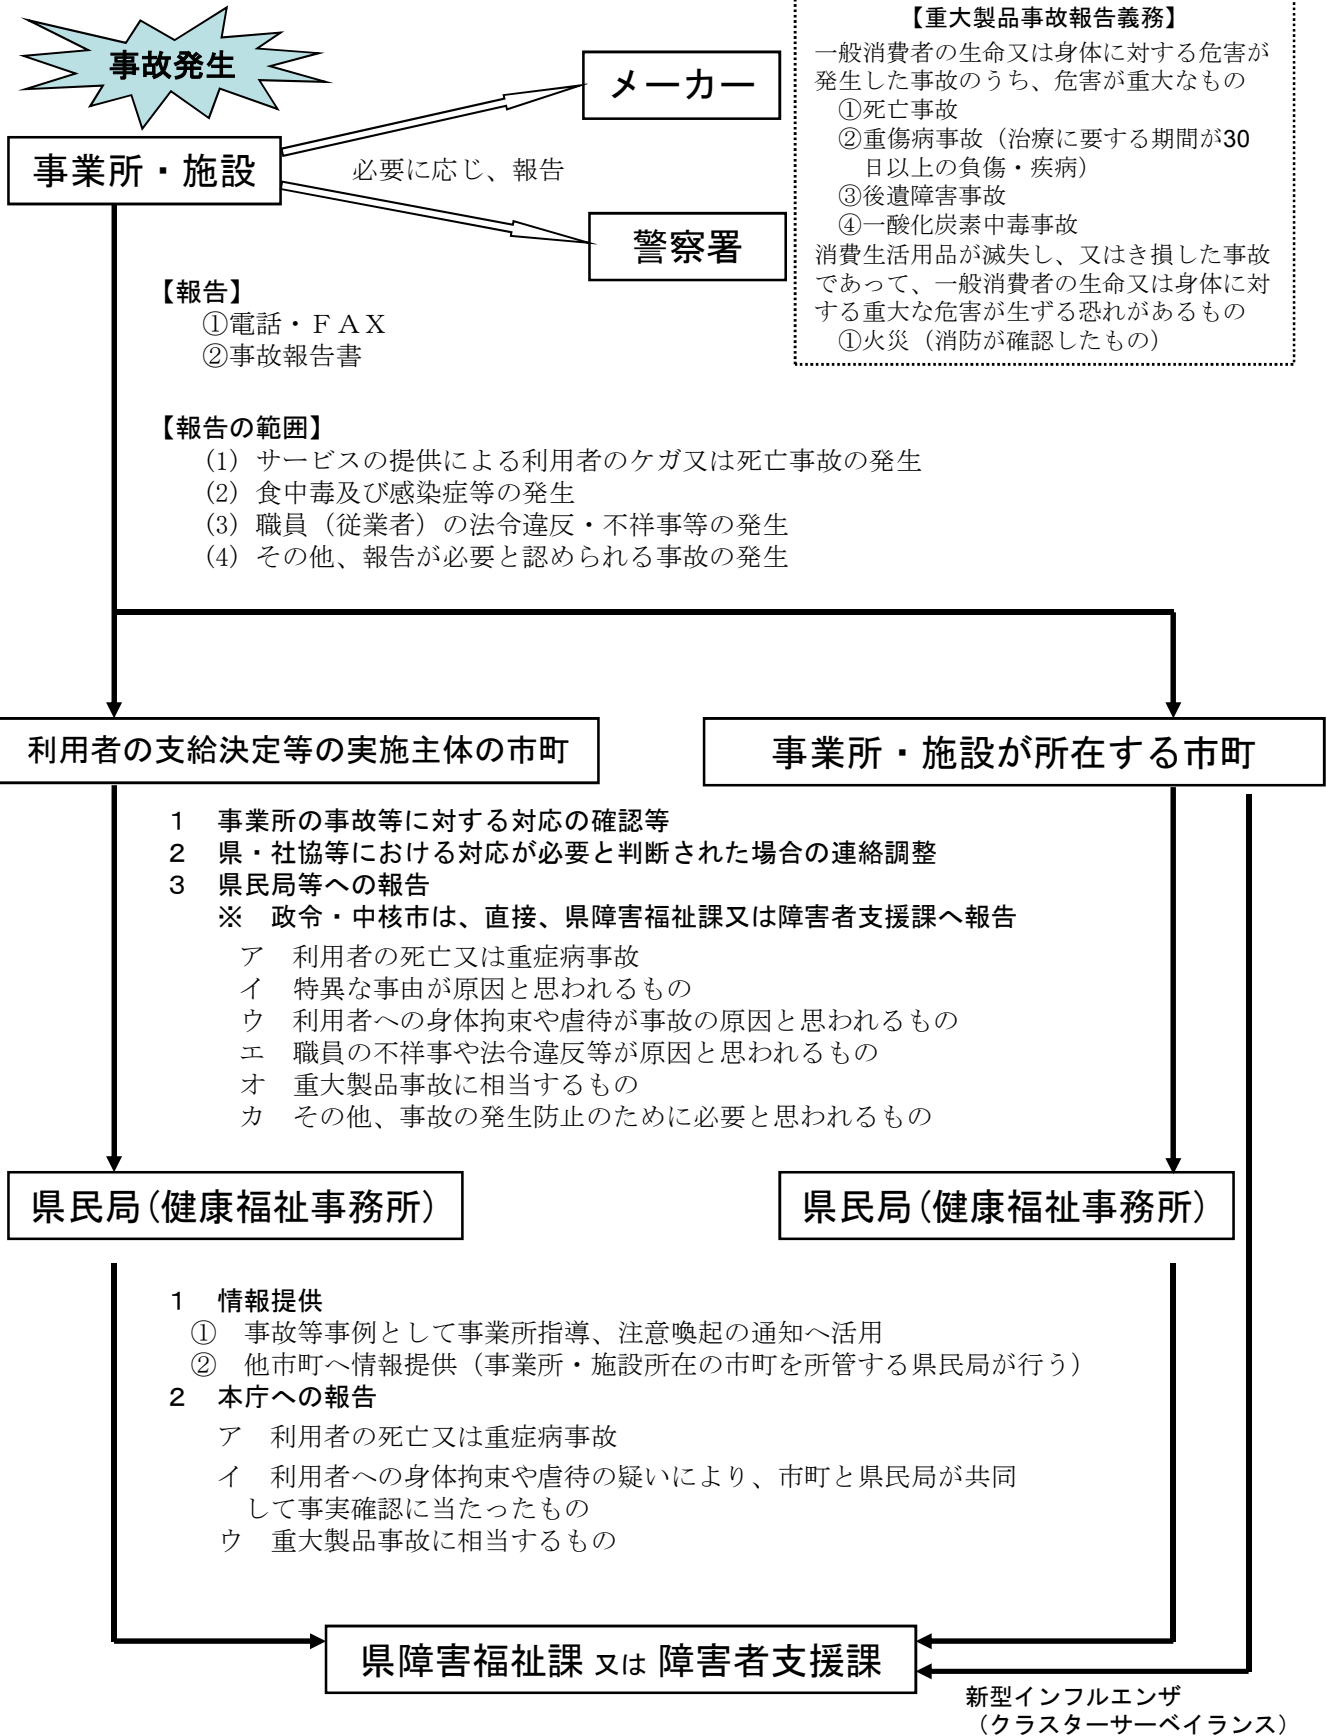 事故発生
事業所・施設
メーカー
必要に応じ、報告
警察署
【重大製品事故報告義務】
一般消費者の生命又は身体に対する危害が
発生した事故のうち、危害が重大なもの
①死亡事故
②重傷病事故（治療に要する期間が30
日以上の負傷・疾病）
③後遺障害事故
④一酸化炭素中毒事故
消費生活用品が滅失し、又はき損した事故
であって、一般消費者の生命又は身体に対
する重大な危害が生ずる恐れがあるもの
①火災（消防が確認したもの）
【報告】
①電話・ＦＡＸ
②事故報告書
【報告の範囲】
(1) サービスの提供による利用者のケガ又は死亡事故の発生
(2) 食中毒及び感染症等の発生
(3) 職員（従業者）の法令違反・不祥事等の発生
(4) その他、報告が必要と認められる事故の発生
利用者の支給決定等の実施主体の市町
事業所・施設が所在する市町
１　事業所の事故等に対する対応の確認等
２　県・社協等における対応が必要と判断された場合の連絡調整
３　県民局等への報告
※　政令・中核市は、直接、県障害福祉課又は障害者支援課へ報告
ア　利用者の死亡又は重症病事故
イ　特異な事由が原因と思われるもの
ウ　利用者への身体拘束や虐待が事故の原因と思われるもの
エ　職員の不祥事や法令違反等が原因と思われるもの
オ　重大製品事故に相当するもの
カ　その他、事故の発生防止のために必要と思われるもの
県民局（健康福祉事務所）
県民局（健康福祉事務所）
１　情報提供
①　事故等事例として事業所指導、注意喚起の通知へ活用
②　他市町へ情報提供（事業所・施設所在の市町を所管する県民局が行う）
２　本庁への報告
ア　利用者の死亡又は重症病事故
イ　利用者への身体拘束や虐待の疑いにより、市町と県民局が共同
して事実確認に当たったもの
ウ　重大製品事故に相当するもの
県障害福祉課 又は 障害者支援課
新型インフルエンザ
（クラスターサーベイランス）